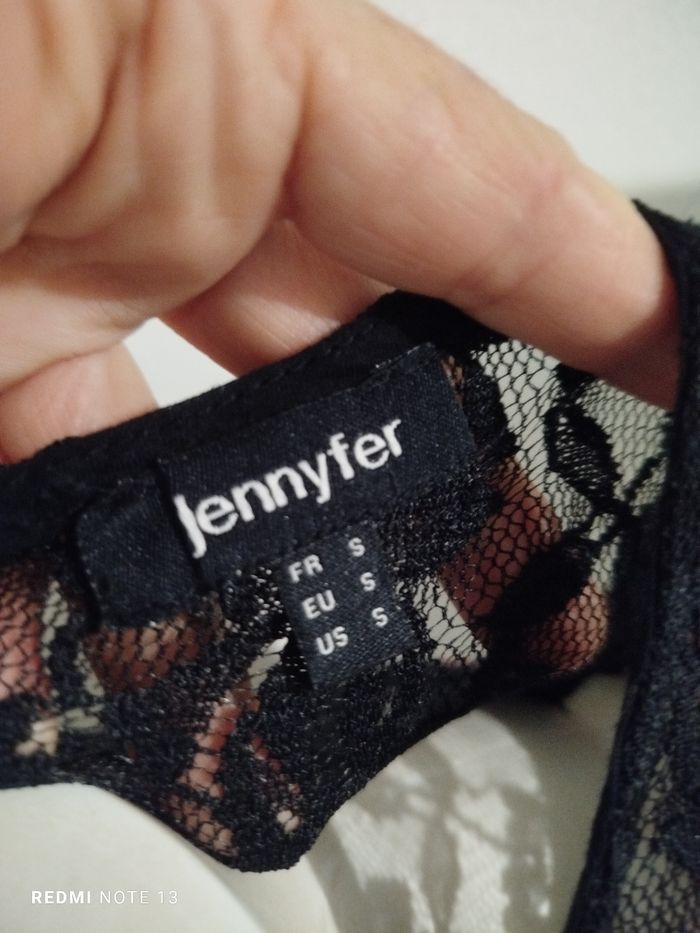 Jennyfer
FR S
EU S
US S
REDMI NOTE 13